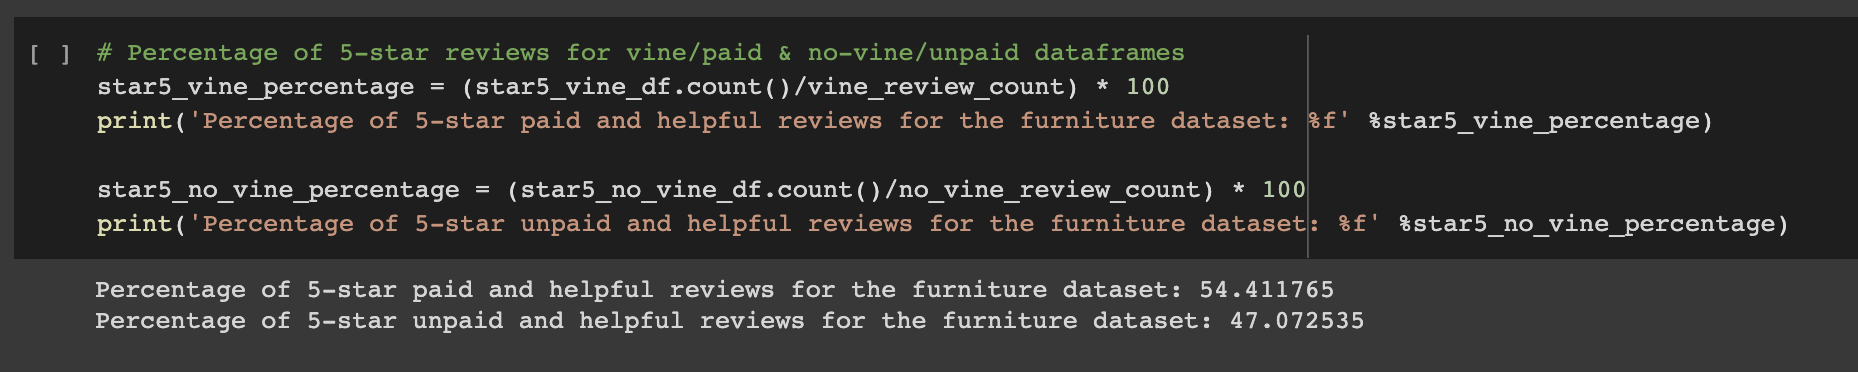 [ ] # Percentage of 5-star reviews for vine/paid & no-vine/unpaid dataframes
star5_vine_percentage = (star5_vine_df.count()/vine_review_count) * 100
print('Percentage of 5-star paid and helpful reviews for the furniture dataset: %f' %star5_vine_percentage)
star5_no_vine_percentage = (star5_no_vine_df.count()/no_vine_review_count) * 100
print('Percentage of 5-star unpaid and helpful reviews for the furniture dataset: %f' %star5_no_vine_percentage)
Percentage of 5-star paid and helpful reviews for the furniture dataset: 54.411765
Percentage of 5-star unpaid and helpful reviews for the furniture dataset: 47.072535